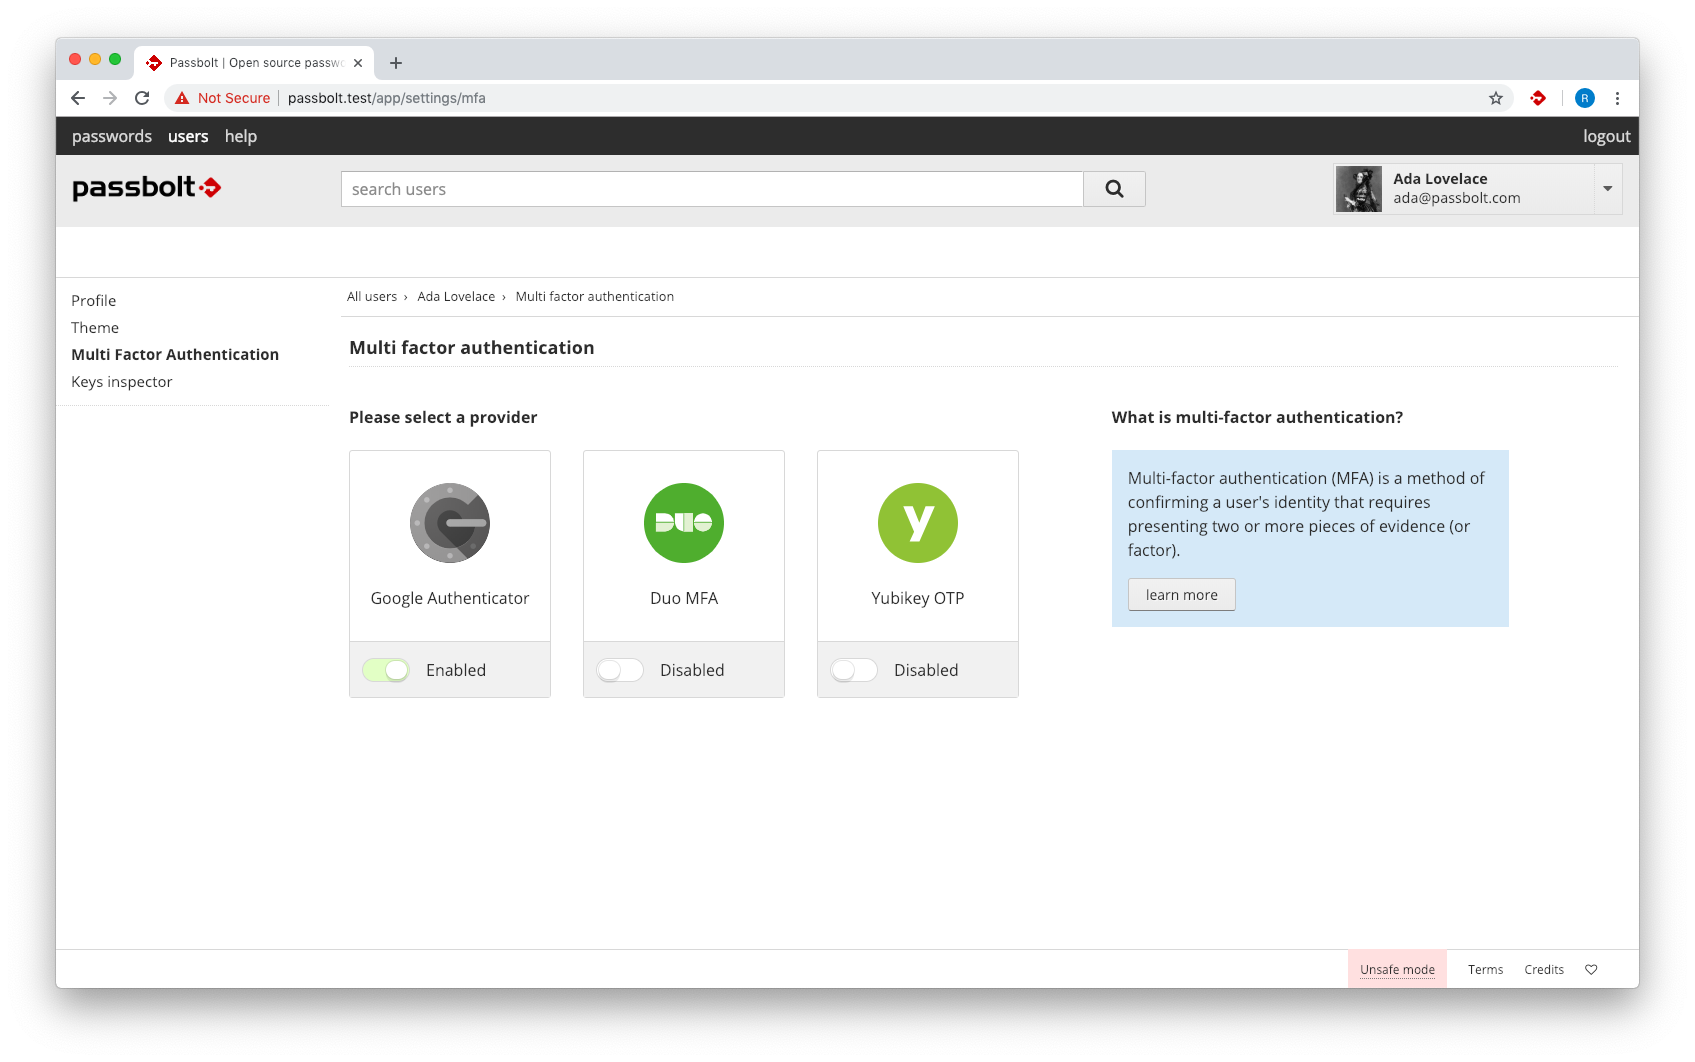 Passbolt | Open source passwo
Not Secure
passbolt.test/app/settings/mfa
R
passwords users help
logout
passbolt
search users
Ada Lovelace
ada@passbolt.com
Profile
Theme
Multi Factor Authentication
Keys inspector
All users › Ada Lovelace › Multi factor authentication
Multi factor authentication
Please select a provider
DUO
y
Google Authenticator
Duo MFA
Yubikey OTP
Enabled
Disabled
Disabled
What is multi-factor authentication?
Multi-factor authentication (MFA) is a method of
confirming a user's identity that requires
presenting two or more pieces of evidence (or
factor).
learn more
Unsafe mode
Terms
Credits